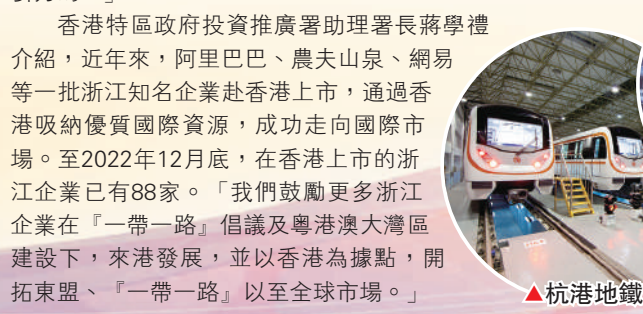 香港特區政府投資推廣署助理署長蔣學禮
介紹，近年來，阿里巴巴、農夫山泉、網易
等一批浙江知名企業赴香港上市，通過香
港吸納優質國際資源，成功走向國際市
場。至2022年12月底，在香港上市的浙
江企業已有88家。「我們鼓勵更多浙江
企業在『一帶一路』倡議及粵港澳大灣區
建設下，來港發展，並以香港為據點，開
拓東盟、『一帶一路』以至全球市場。」
▲杭港地鐵